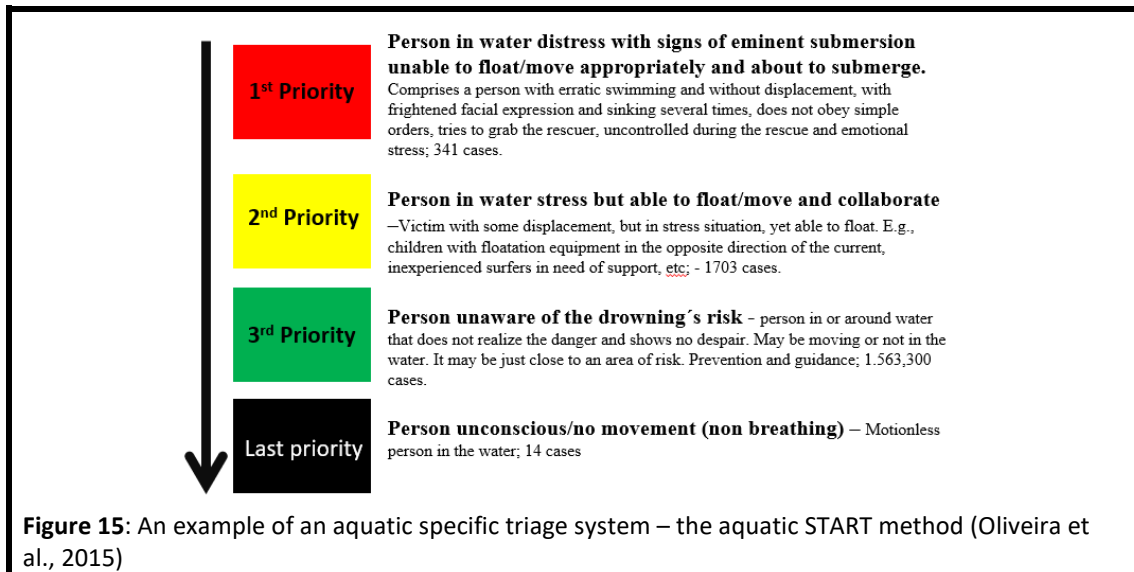 1st Priority
Person in water distress with signs of eminent submersion
unable to float/move appropriately and about to submerge.
Comprises a person with erratic swimming and without displacement, with
frightened facial expression and sinking several times, does not obey simple
orders, tries to grab the rescuer, uncontrolled during the rescue and emotional
stress; 341 cases.
2nd Priority
Person in water stress but able to float/move and collaborate
–Victim with some displacement, but in stress situation, yet able to float. E.g.,
children with floatation equipment in the opposite direction of the current,
inexperienced surfers in need of support, etc; - 1703 cases.
3rd Priority
Person unaware of the drowning´s risk - person in or around water
that does not realize the danger and shows no despair. May be moving or not in the
water. It may be just close to an area of risk. Prevention and guidance; 1.563,300
cases.
Last priority
Person unconscious/no movement (non breathing) – Motionless
person in the water; 14 cases
Figure 15: An example of an aquatic specific triage system – the aquatic START method (Oliveira et
al., 2015)